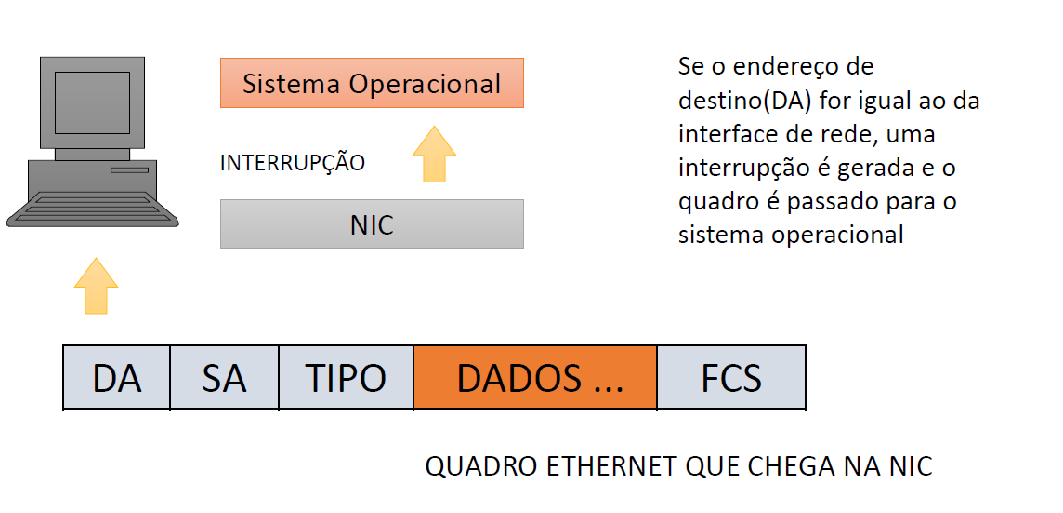 Sistema Operacional
INTERRUPÇÃO
NIC
Se o endereço de
destino(DA) for igual ao da
interface de rede, uma
interrupção é gerada e o
quadro é passado para o
sistema operacional
DA SA TIPO DADOS ... FCS
QUADRO ETHERNET QUE CHEGA NA NIC